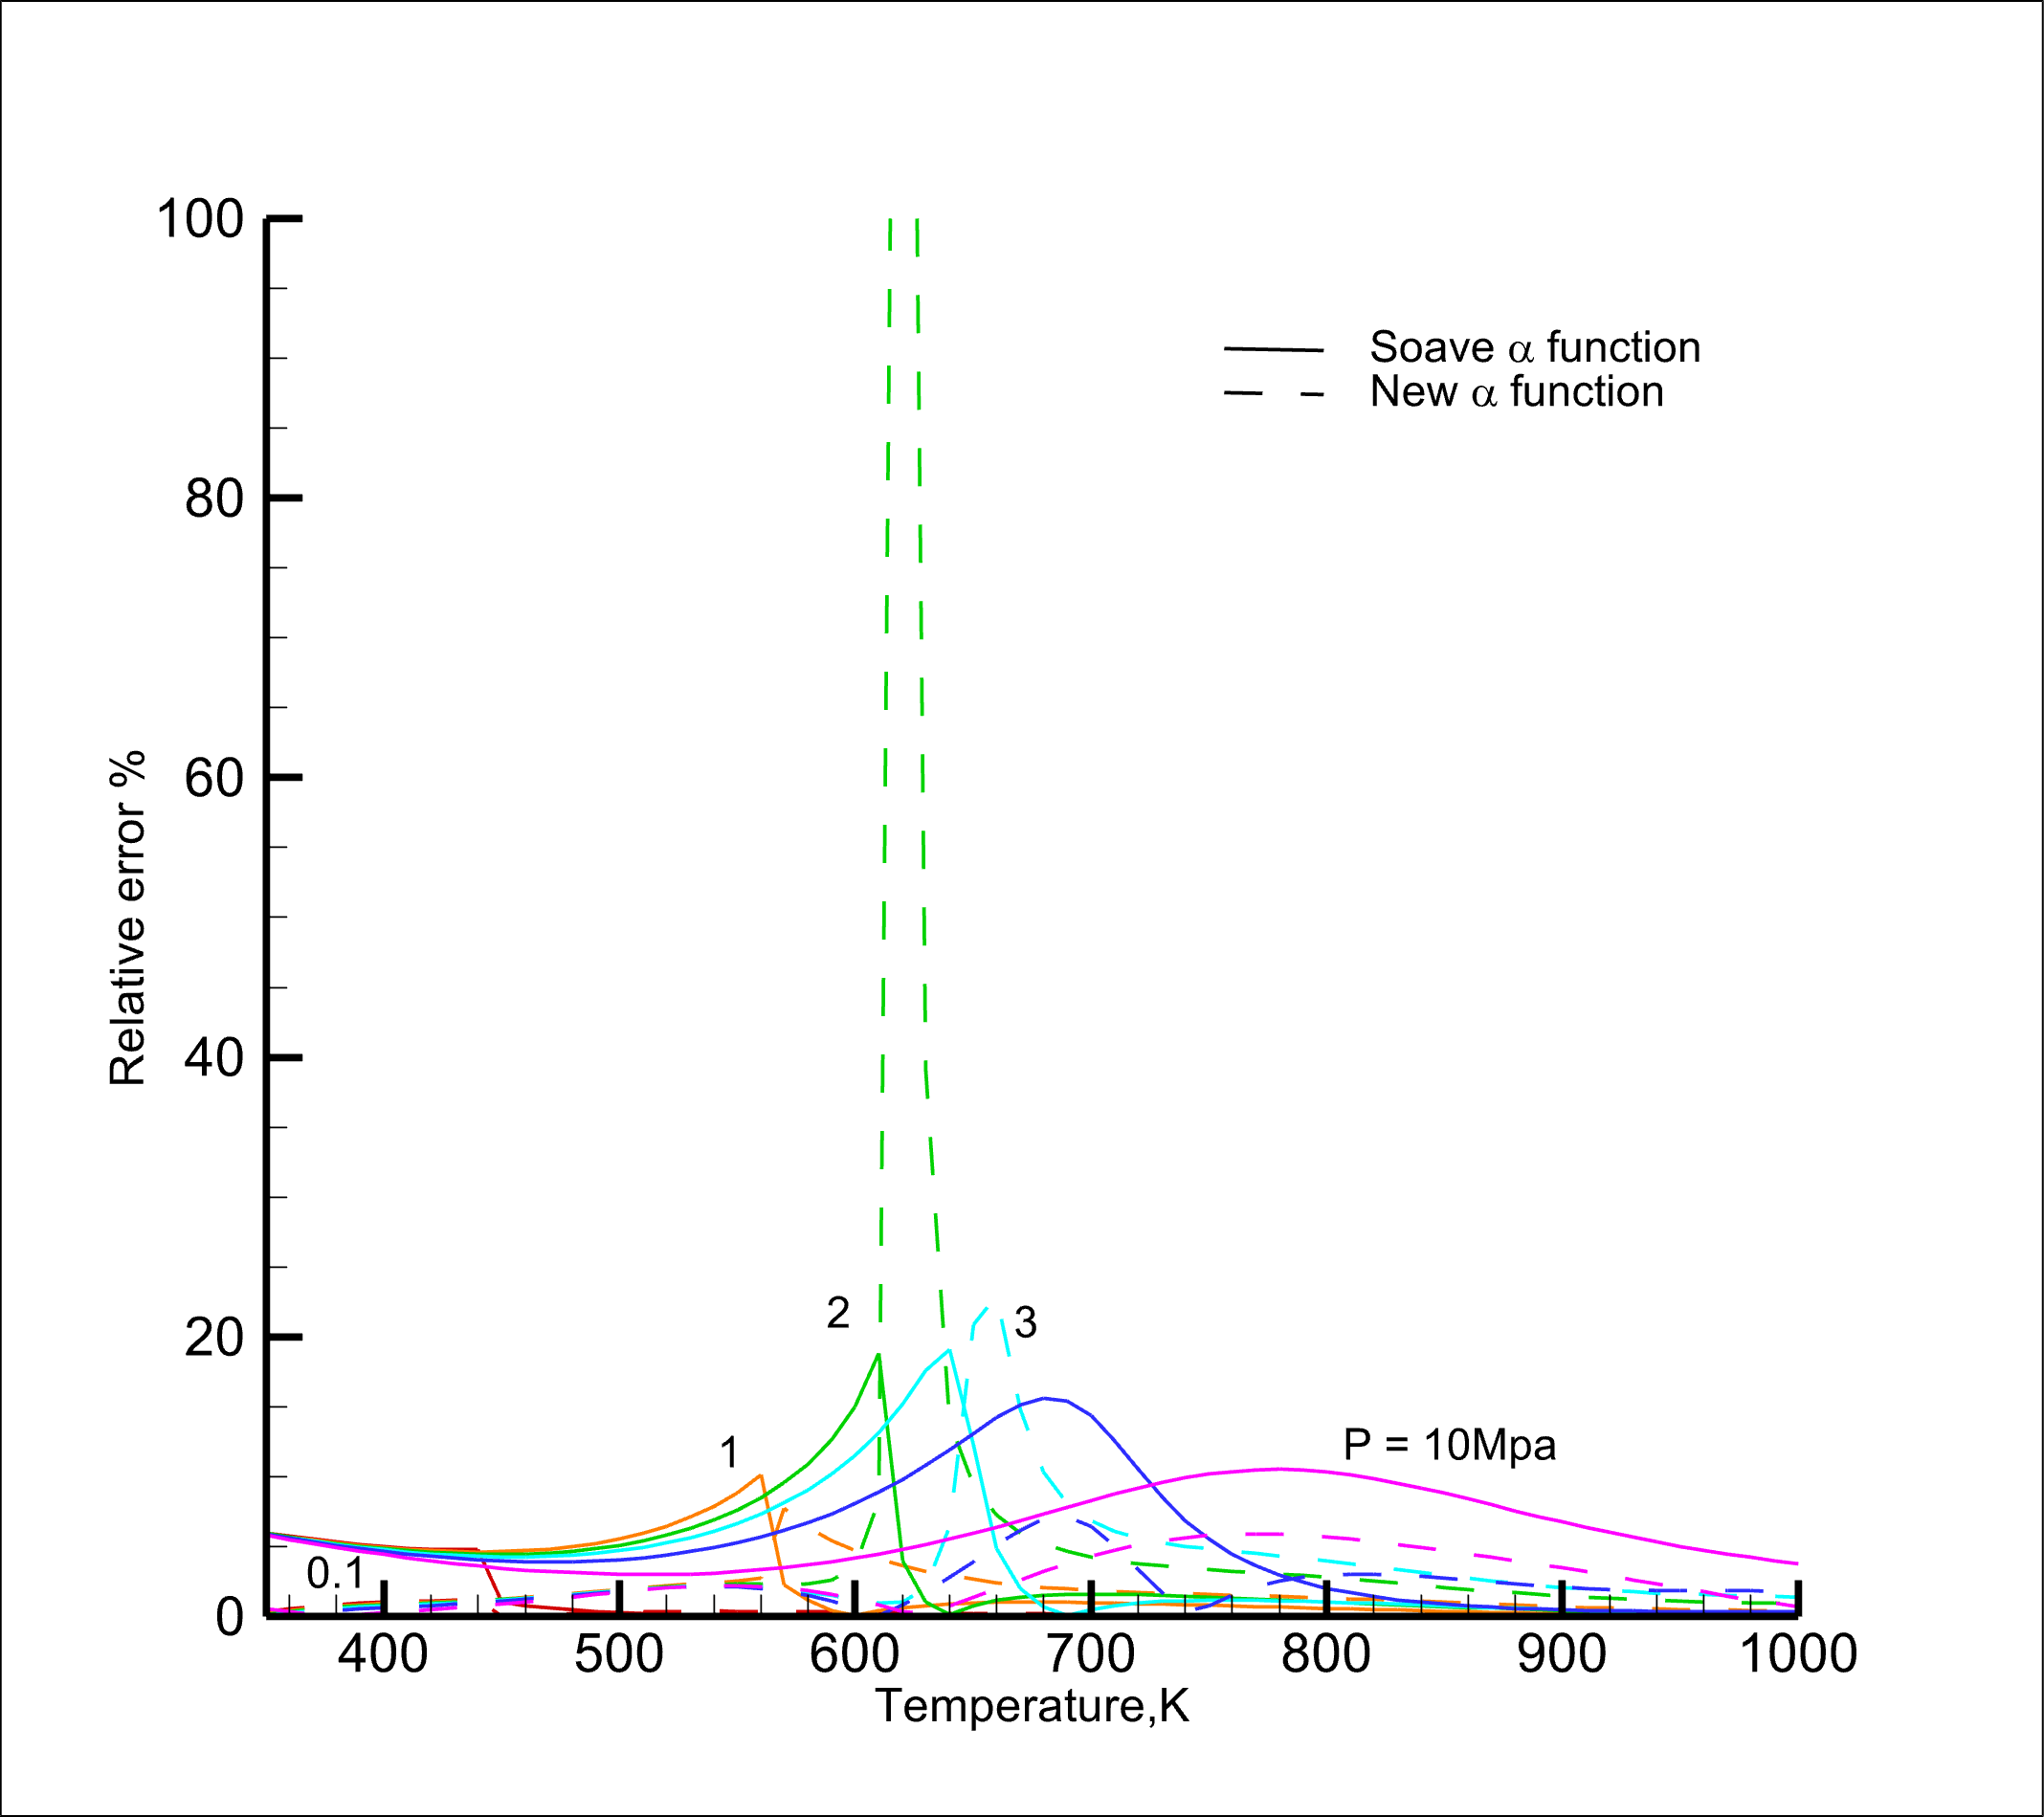 100
80
60
40
20
0
Relative error %
Soave α function
New α function
2
3
1
P = 10Mpa
0.1
400 500 600 700 800 900 1000
Temperature,K